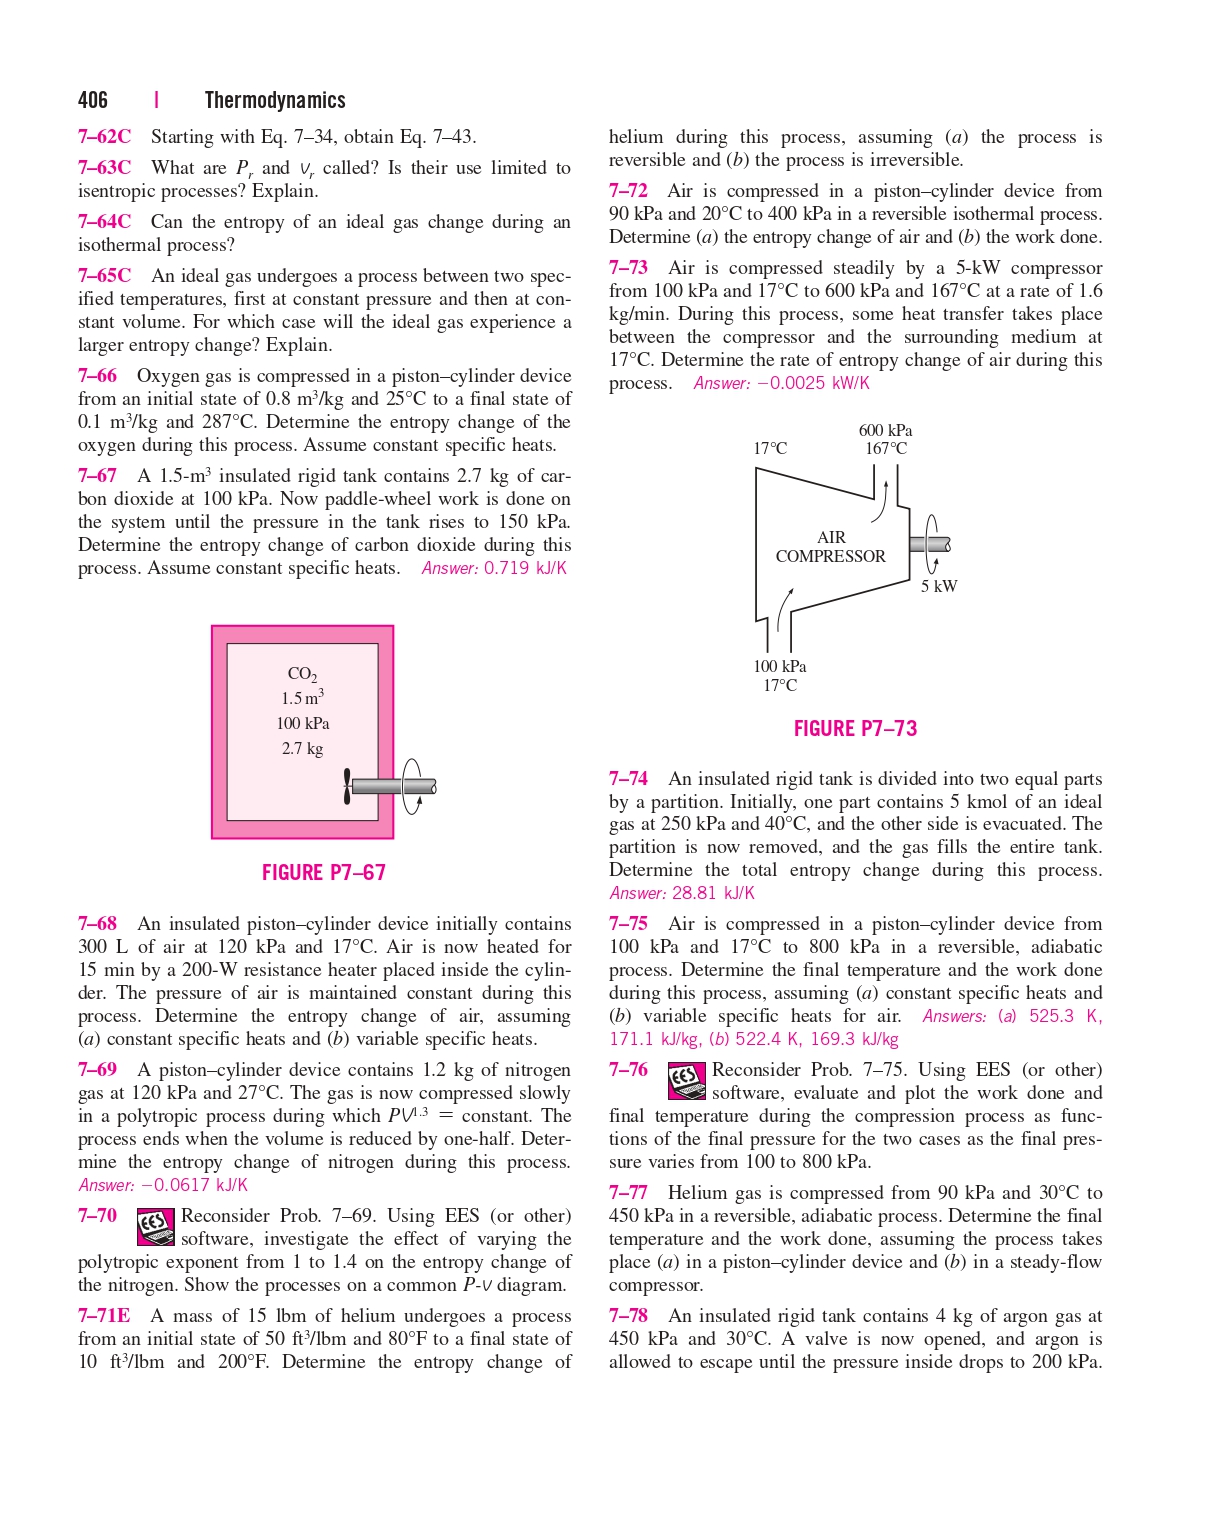 406 | Thermodynamics
7–62C Starting with Eq. 7–34, obtain Eq. 7–43.
7–63C What are Pr and vr called? Is their use limited to
isentropic processes? Explain.
7–64C Can the entropy of an ideal gas change during an
isothermal process?
7–65C An ideal gas undergoes a process between two spec-
ified temperatures, first at constant pressure and then at con-
stant volume. For which case will the ideal gas experience a
larger entropy change? Explain.
7–66 Oxygen gas is compressed in a piston–cylinder device
from an initial state of 0.8 m³/kg and 25°C to a final state of
0.1 m³/kg and 287°C. Determine the entropy change of the
oxygen during this process. Assume constant specific heats.
7–67 A 1.5-m³ insulated rigid tank contains 2.7 kg of car-
bon dioxide at 100 kPa. Now paddle-wheel work is done on
the system until the pressure in the tank rises to 150 kPa.
Determine the entropy change of carbon dioxide during this
process. Assume constant specific heats. Answer: 0.719 kJ/K
CO₂
1.5 m³
100 kPa
2.7 kg
FIGURE P7–67
7–68 An insulated piston–cylinder device initially contains
300 L of air at 120 kPa and 17°C. Air is now heated for
15 min by a 200-W resistance heater placed inside the cylin-
der. The pressure of air is maintained constant during this
process. Determine the entropy change of air, assuming
(a) constant specific heats and (b) variable specific heats.
7–69 A piston–cylinder device contains 1.2 kg of nitrogen
gas at 120 kPa and 27°C. The gas is now compressed slowly
in a polytropic process during which PV¹·³ = constant. The
process ends when the volume is reduced by one-half. Deter-
mine the entropy change of nitrogen during this process.
Answer: −0.0617 kJ/K
7–70 EES Reconsider Prob. 7–69. Using EES (or other)
software, investigate the effect of varying the
polytropic exponent from 1 to 1.4 on the entropy change of
the nitrogen. Show the processes on a common P-v diagram.
7–71E A mass of 15 lbm of helium undergoes a process
from an initial state of 50 ft³/lbm and 80°F to a final state of
10 ft³/lbm and 200°F. Determine the entropy change of
helium during this process, assuming (a) the process is
reversible and (b) the process is irreversible.
7–72 Air is compressed in a piston–cylinder device from
90 kPa and 20°C to 400 kPa in a reversible isothermal process.
Determine (a) the entropy change of air and (b) the work done.
7–73 Air is compressed steadily by a 5-kW compressor
from 100 kPa and 17°C to 600 kPa and 167°C at a rate of 1.6
kg/min. During this process, some heat transfer takes place
between the compressor and the surrounding medium at
17°C. Determine the rate of entropy change of air during this
process. Answer: −0.0025 kW/K
600 kPa
17°C 167°C
AIR
COMPRESSOR
5 kW
100 kPa
17°C
FIGURE P7–73
7–74 An insulated rigid tank is divided into two equal parts
by a partition. Initially, one part contains 5 kmol of an ideal
gas at 250 kPa and 40°C, and the other side is evacuated. The
partition is now removed, and the gas fills the entire tank.
Determine the total entropy change during this process.
Answer: 28.81 kJ/K
7–75 Air is compressed in a piston–cylinder device from
100 kPa and 17°C to 800 kPa in a reversible, adiabatic
process. Determine the final temperature and the work done
during this process, assuming (a) constant specific heats and
(b) variable specific heats for air. Answers: (a) 525.3 K,
171.1 kJ/kg, (b) 522.4 K, 169.3 kJ/kg
7–76 EES Reconsider Prob. 7–75. Using EES (or other)
software, evaluate and plot the work done and
final temperature during the compression process as func-
tions of the final pressure for the two cases as the final pres-
sure varies from 100 to 800 kPa.
7–77 Helium gas is compressed from 90 kPa and 30°C to
450 kPa in a reversible, adiabatic process. Determine the final
temperature and the work done, assuming the process takes
place (a) in a piston–cylinder device and (b) in a steady-flow
compressor.
7–78 An insulated rigid tank contains 4 kg of argon gas at
450 kPa and 30°C. A valve is now opened, and argon is
allowed to escape until the pressure inside drops to 200 kPa.